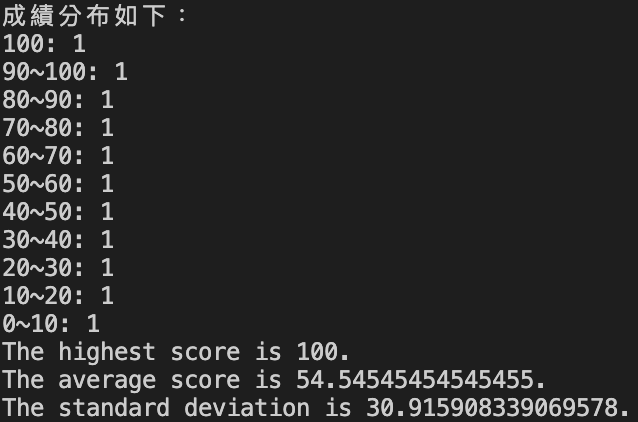 成績分布如下：
100: 1
90~100: 1
80~90: 1
70~80: 1
60~70: 1
50~60: 1
40~50: 1
30~40: 1
20~30: 1
10~20: 1
0~10: 1
The highest score is 100.
The average score is 54.54545454545455.
The standard deviation is 30.915908339069578.